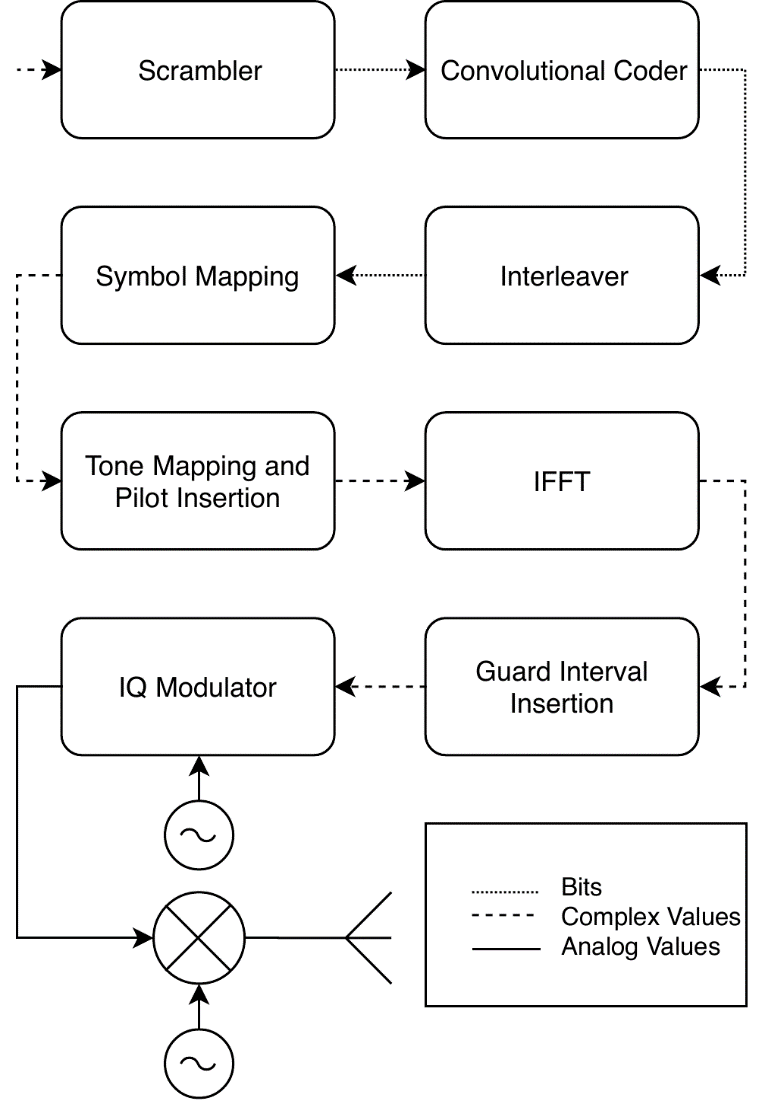 Scrambler
Convolutional Coder
Symbol Mapping
Interleaver
Tone Mapping and
Pilot Insertion
IFFT
IQ Modulator
Guard Interval
Insertion
Bits
Complex Values
Analog Values